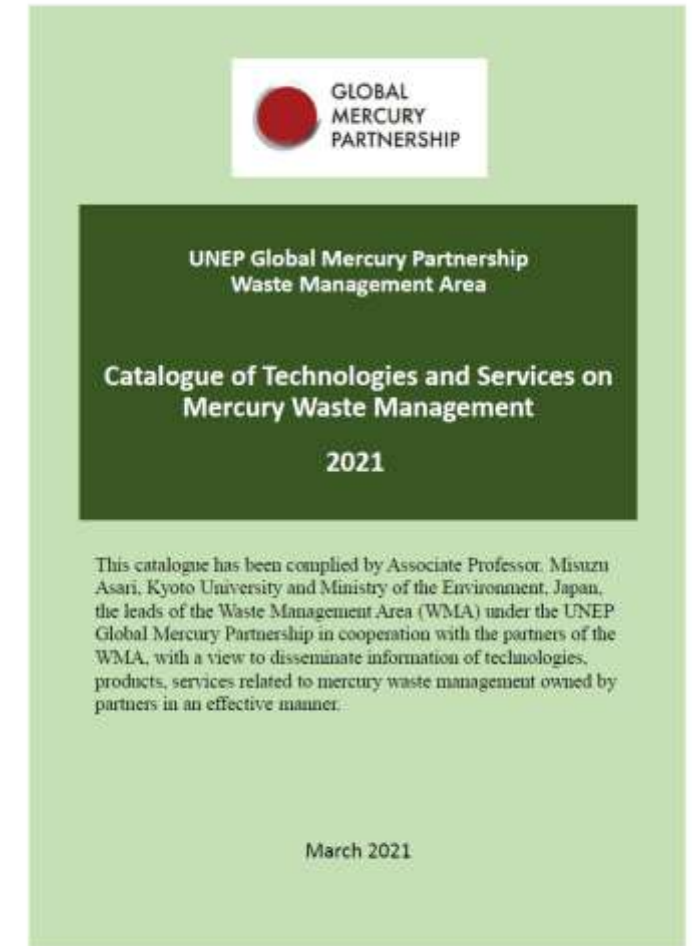 GLOBAL
MERCURY
PARTNERSHIP
UNEP Global Mercury Partnership
Waste Management Area
Catalogue of Technologies and Services on
Mercury Waste Management
2021
This catalogue has been complied by Associate Professor. Misuzu
Asari, Kyoto University and Ministry of the Environment, Japan,
the leads of the Waste Management Area (WMA) under the UNEP
Global Mercury Partnership in cooperation with the partners of the
WMA, with a view to disseminate information of technologies,
products, services related to mercury waste management owned by
partners in an effective manner.
March 2021